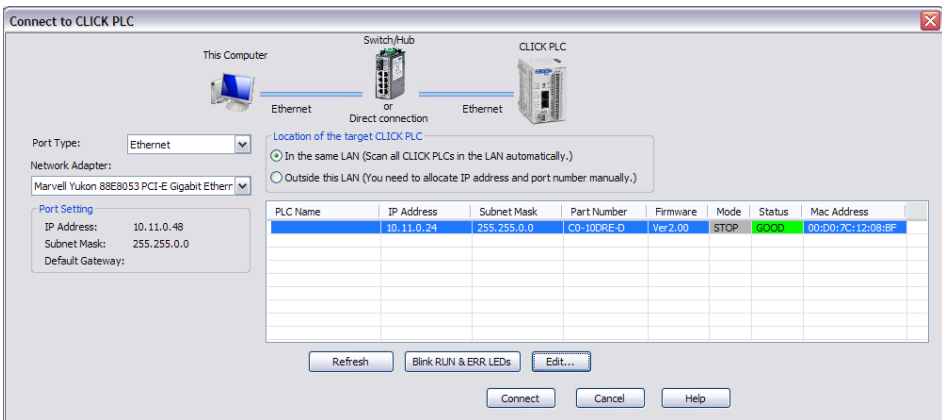 Connect to CLICK PLC
This Computer
Switch/Hub
CLICK PLC
Ethernet
or
Direct connection
Ethernet
Port Type: Ethernet
Network Adapter:
Marvell Yukon 88E8053 PCI-E Gigabit Ethern
Port Setting
IP Address: 10.11.0.48
Subnet Mask: 255.255.0.0
Default Gateway:
Location of the target CLICK PLC
In the same LAN (Scan all CLICK PLCs in the LAN automatically.)
Outside this LAN (You need to allocate IP address and port number manually.)
PLC Name IP Address Subnet Mask Part Number Firmware Mode Status Mac Address
10.11.0.24 255.255.0.0 C0-10DRE-D Ver2.00 STOP GOOD 00:D0:7C:12:08:BF
Refresh Blink RUN & ERR LEDs Edit...
Connect Cancel Help